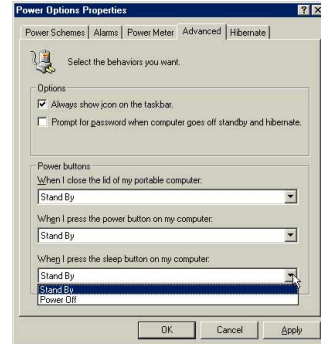 Power Options Properties
Power Schemes Alarms Power Meter Advanced Hibernate
Select the behaviors you want.
Options
Always show icon on the taskbar.
Prompt for password when computer goes off standby and hibernate.
Power buttons
When I close the lid of my portable computer:
Stand By
When I press the power button on my computer:
Stand By
When I press the sleep button on my computer:
Stand By
Stand By
Power Off
OK Cancel Apply